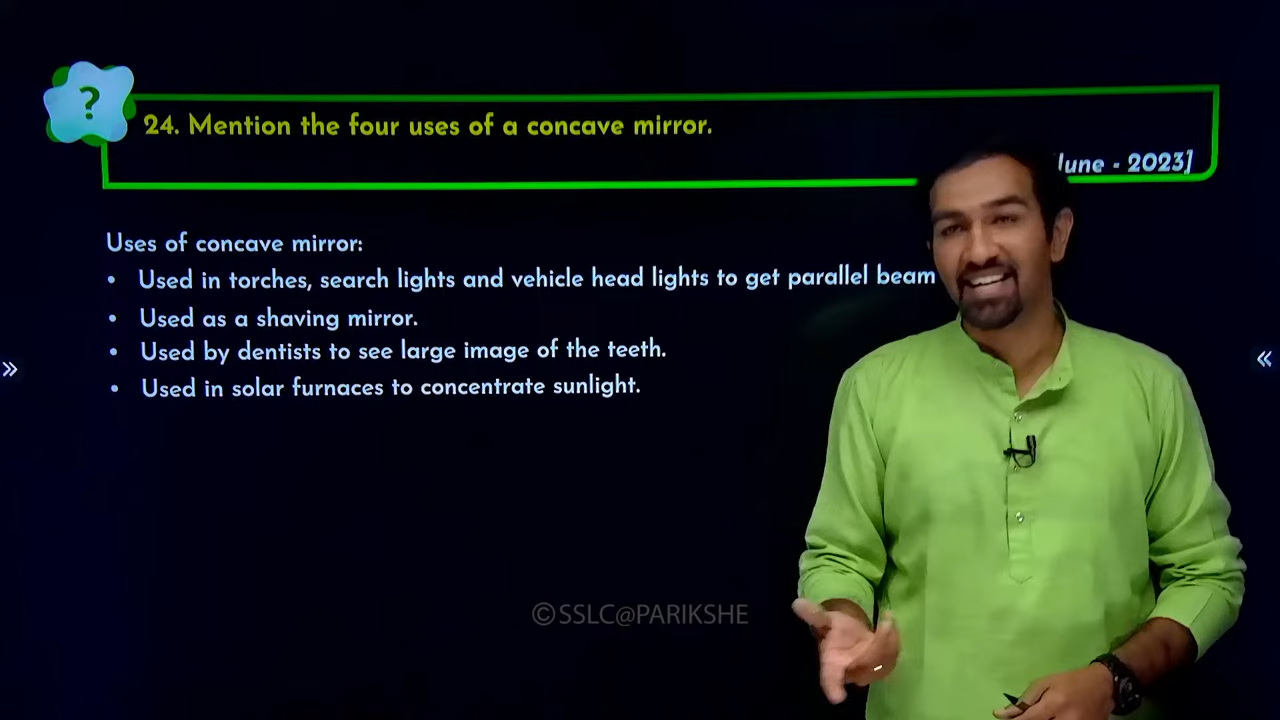 ?
24. Mention the four uses of a concave mirror.
June - 2023]
Uses of concave mirror:
• Used in torches, search lights and vehicle head lights to get parallel beam
• Used as a shaving mirror.
• Used by dentists to see large image of the teeth.
• Used in solar furnaces to concentrate sunlight.
» «
©SSLC@PARIKSHE